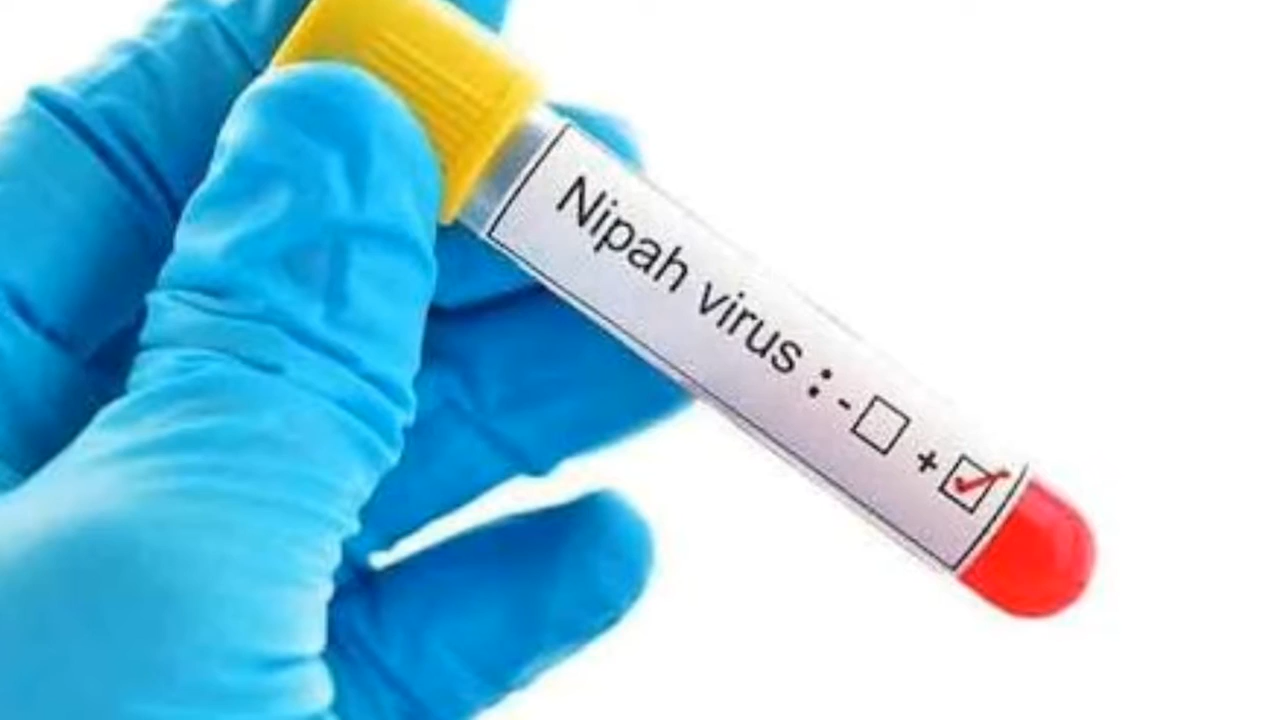 Nipah virus : - ☐ + ☑